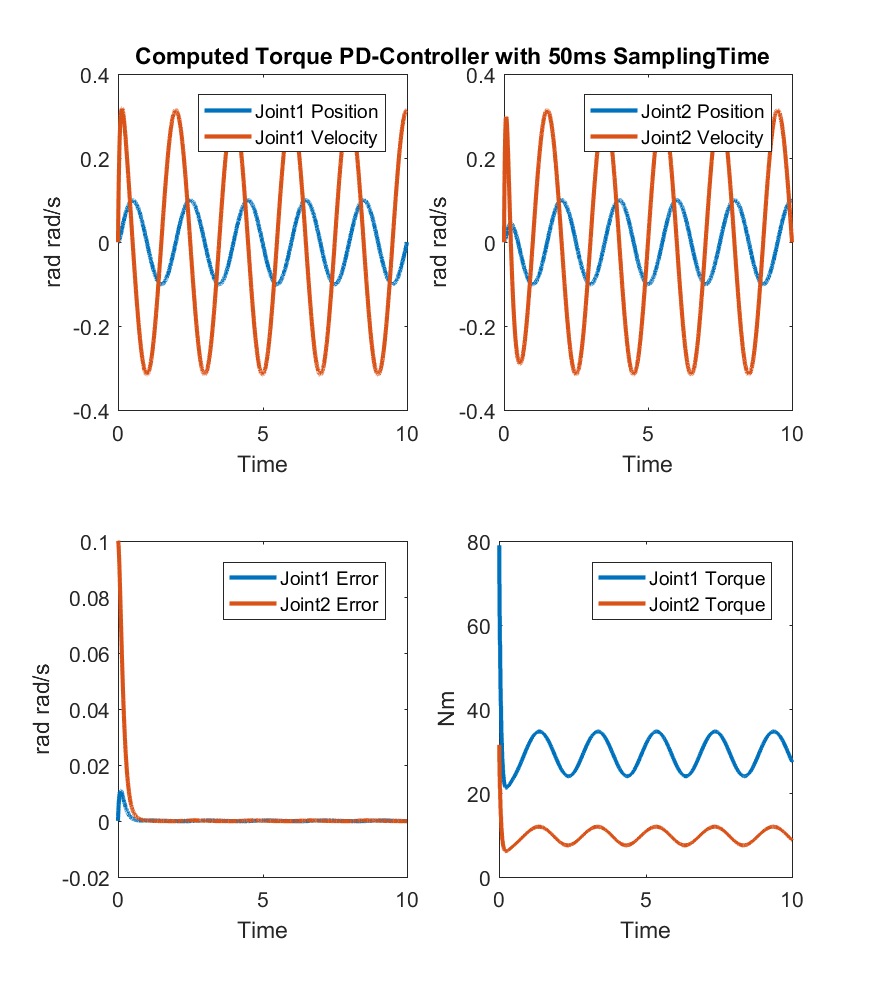 Computed Torque PD-Controller with 50ms SamplingTime
0.4
0.2
0
-0.2
-0.4
rad rad/s
Joint1 Position
Joint1 Velocity
0
5
10
Time
0.4
0.2
0
-0.2
-0.4
rad rad/s
Joint2 Position
Joint2 Velocity
0
5
10
Time
0.1
0.08
0.06
0.04
0.02
0
-0.02
rad rad/s
Joint1 Error
Joint2 Error
0
5
10
Time
80
60
40
20
0
Nm
Joint1 Torque
Joint2 Torque
0
5
10
Time